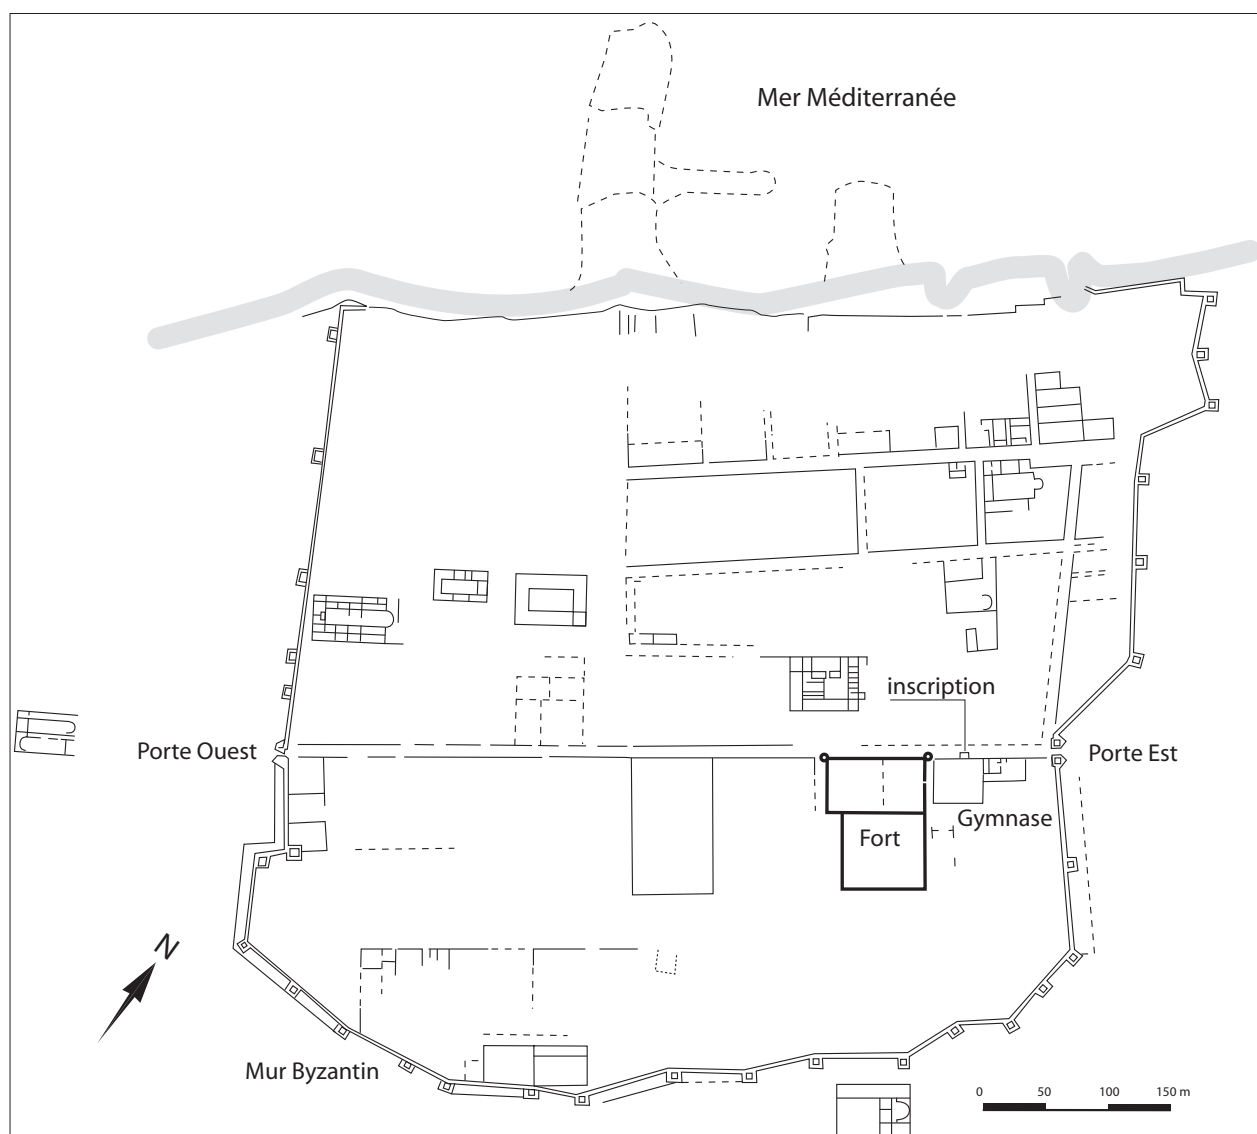 Mer Méditerranée
inscription
Porte Ouest
Porte Est
Gymnase
Fort
N
Mur Byzantin
0 50 100 150 m